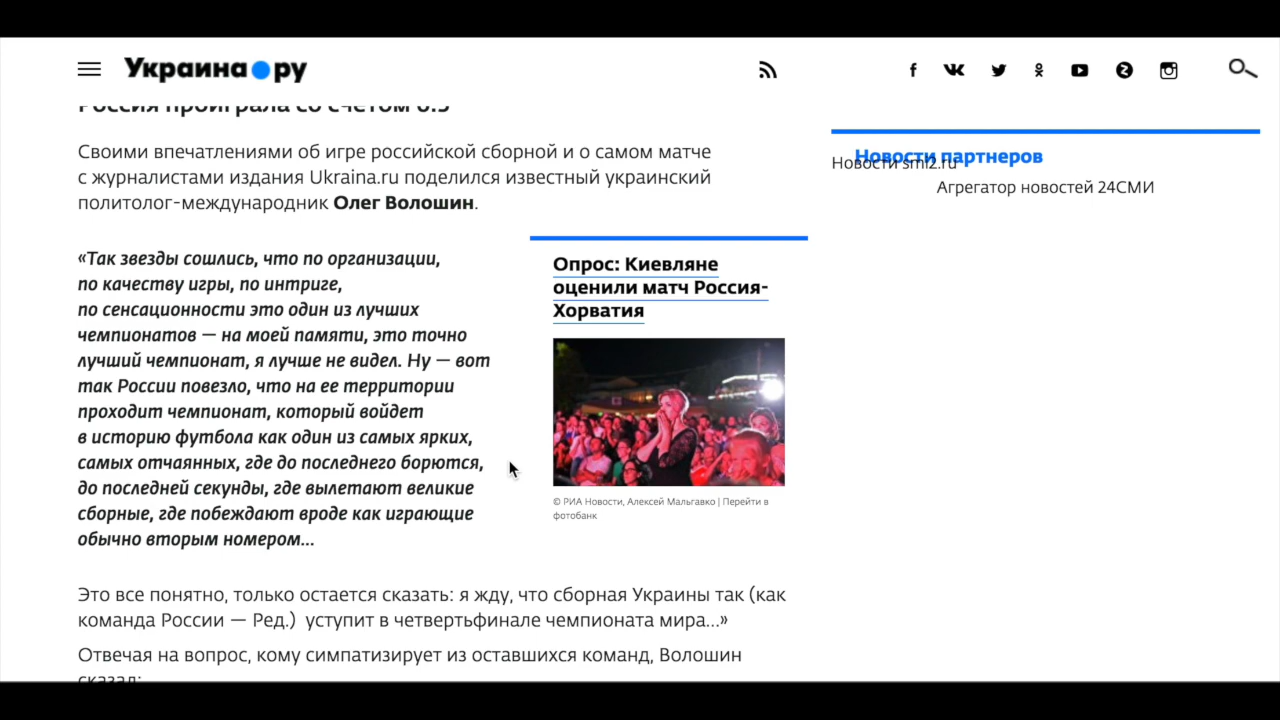 Украина ру
Россия проиграла со счетом 6:5
Своими впечатлениями об игре российской сборной и о самом матче
с журналистами издания Ukraina.ru поделился известный украинский
политолог-международник Олег Волошин.
«Так звезды сошлись, что по организации,
по качеству игры, по интриге,
по сенсационности это один из лучших
чемпионатов — на моей памяти, это точно
лучший чемпионат, я лучше не видел. Ну — вот
так России повезло, что на ее территории
проходит чемпионат, который войдет
в историю футбола как один из самых ярких,
самых отчаянных, где до последнего борются,
до последней секунды, где вылетают великие
сборные, где побеждают вроде как играющие
обычно вторым номером...
Опрос: Киевляне
оценили матч Россия-
Хорватия
© РИА Новости, Алексей Мальгавко | Перейти в
фотобанк
Это все понятно, только остается сказать: я жду, что сборная Украины так (как
команда России — Ред.) уступит в четвертьфинале чемпионата мира...»
Отвечая на вопрос, кому симпатизирует из оставшихся команд, Волошин
сказал:
Новости партнеров
Новости smi2.ru
Агрегатор новостей 24СМИ